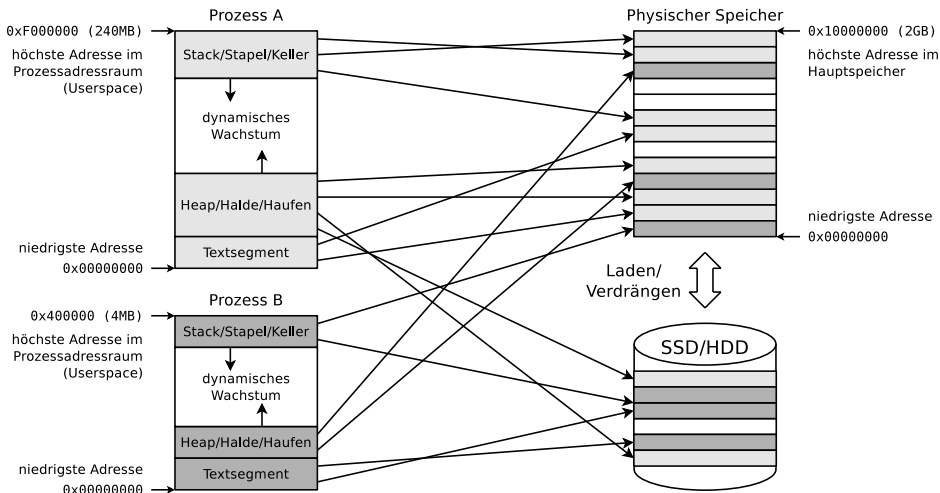 Prozess A
0xF000000 (240MB)
höchste Adresse im
Prozessadressraum
(Userspace)
Stack/Stapel/Keller
dynamisches
Wachstum
Heap/Halde/Haufen
Textsegment
niedrigste Adresse
0x00000000
Prozess B
0x400000 (4MB)
höchste Adresse im
Prozessadressraum
(Userspace)
Stack/Stapel/Keller
dynamisches
Wachstum
Heap/Halde/Haufen
Textsegment
niedrigste Adresse
0x00000000
Physischer Speicher
0x10000000 (2GB)
höchste Adresse im
Hauptspeicher
niedrigste Adresse
0x00000000
Laden/
Verdrängen
SSD/HDD